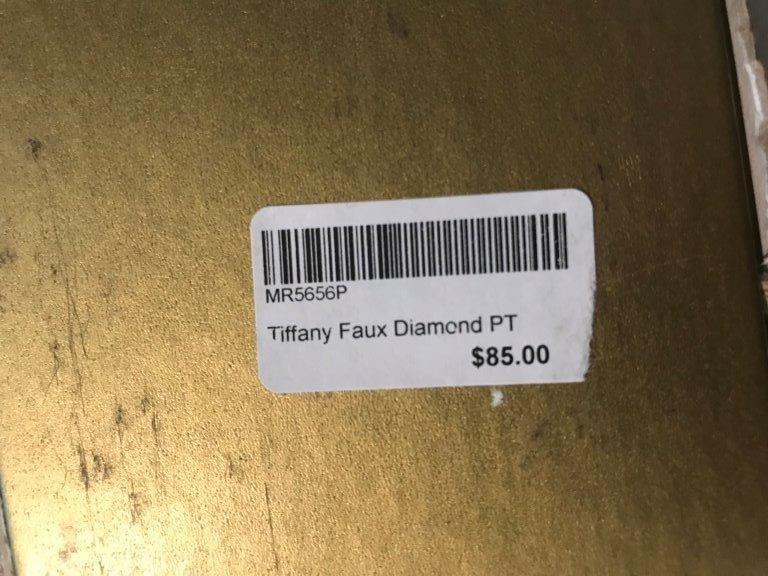 MR5656P
Tiffany Faux Diamond PT
$85.00